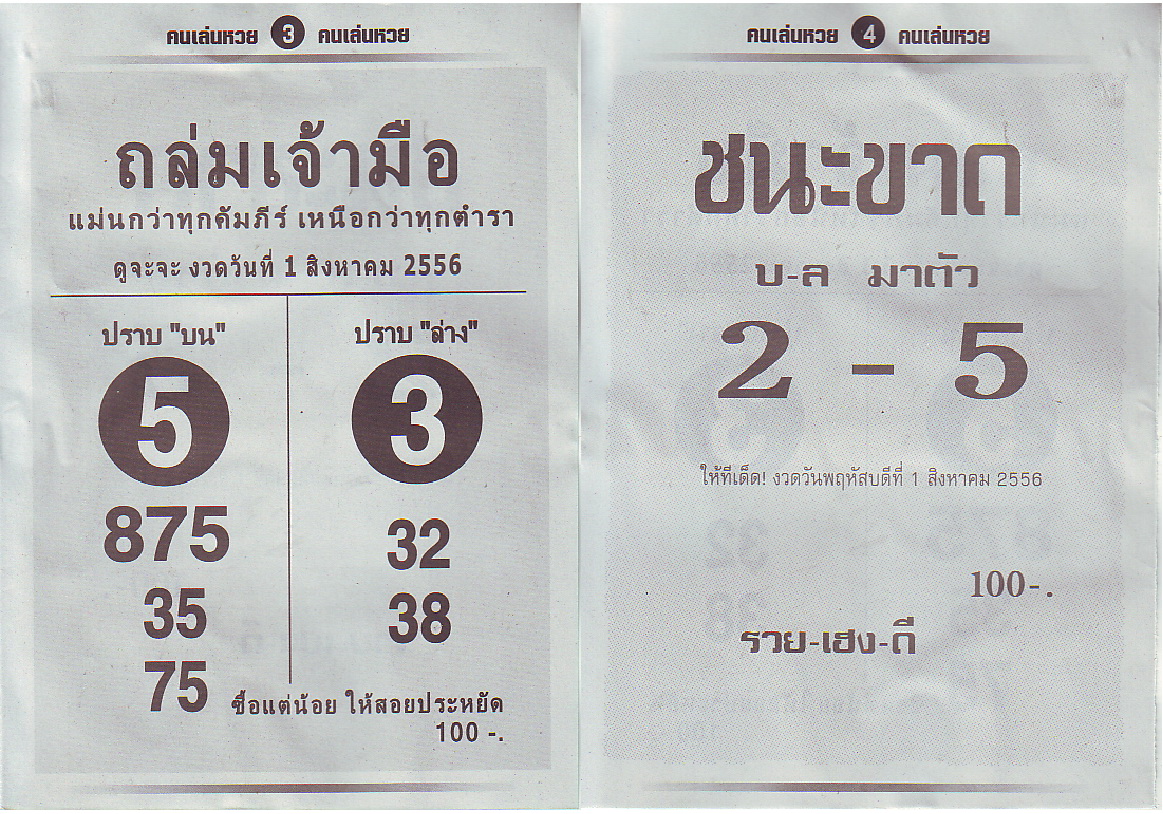 คนเล่นหวย 3 คนเล่นหวย
ถล่มเจ้ามือ
แม่นกว่าทุกคัมภีร์ เหนือกว่าทุกตำรา
ดูจะจะ งวดวันที่ 1 สิงหาคม 2556
ปราบ "บน"
5
875
35
75
ปราบ "ล่าง"
3
32
38
ซื้อแต่น้อย ให้สอยประหยัด
100 -.
คนเล่นหวย 4 คนเล่นหวย
ชนะขาด
บ-ล มาตัว
2 - 5
ให้ทีเด็ด! งวดวันพฤหัสบดีที่ 1 สิงหาคม 2556
100-.
รวย-เฮง-ดี